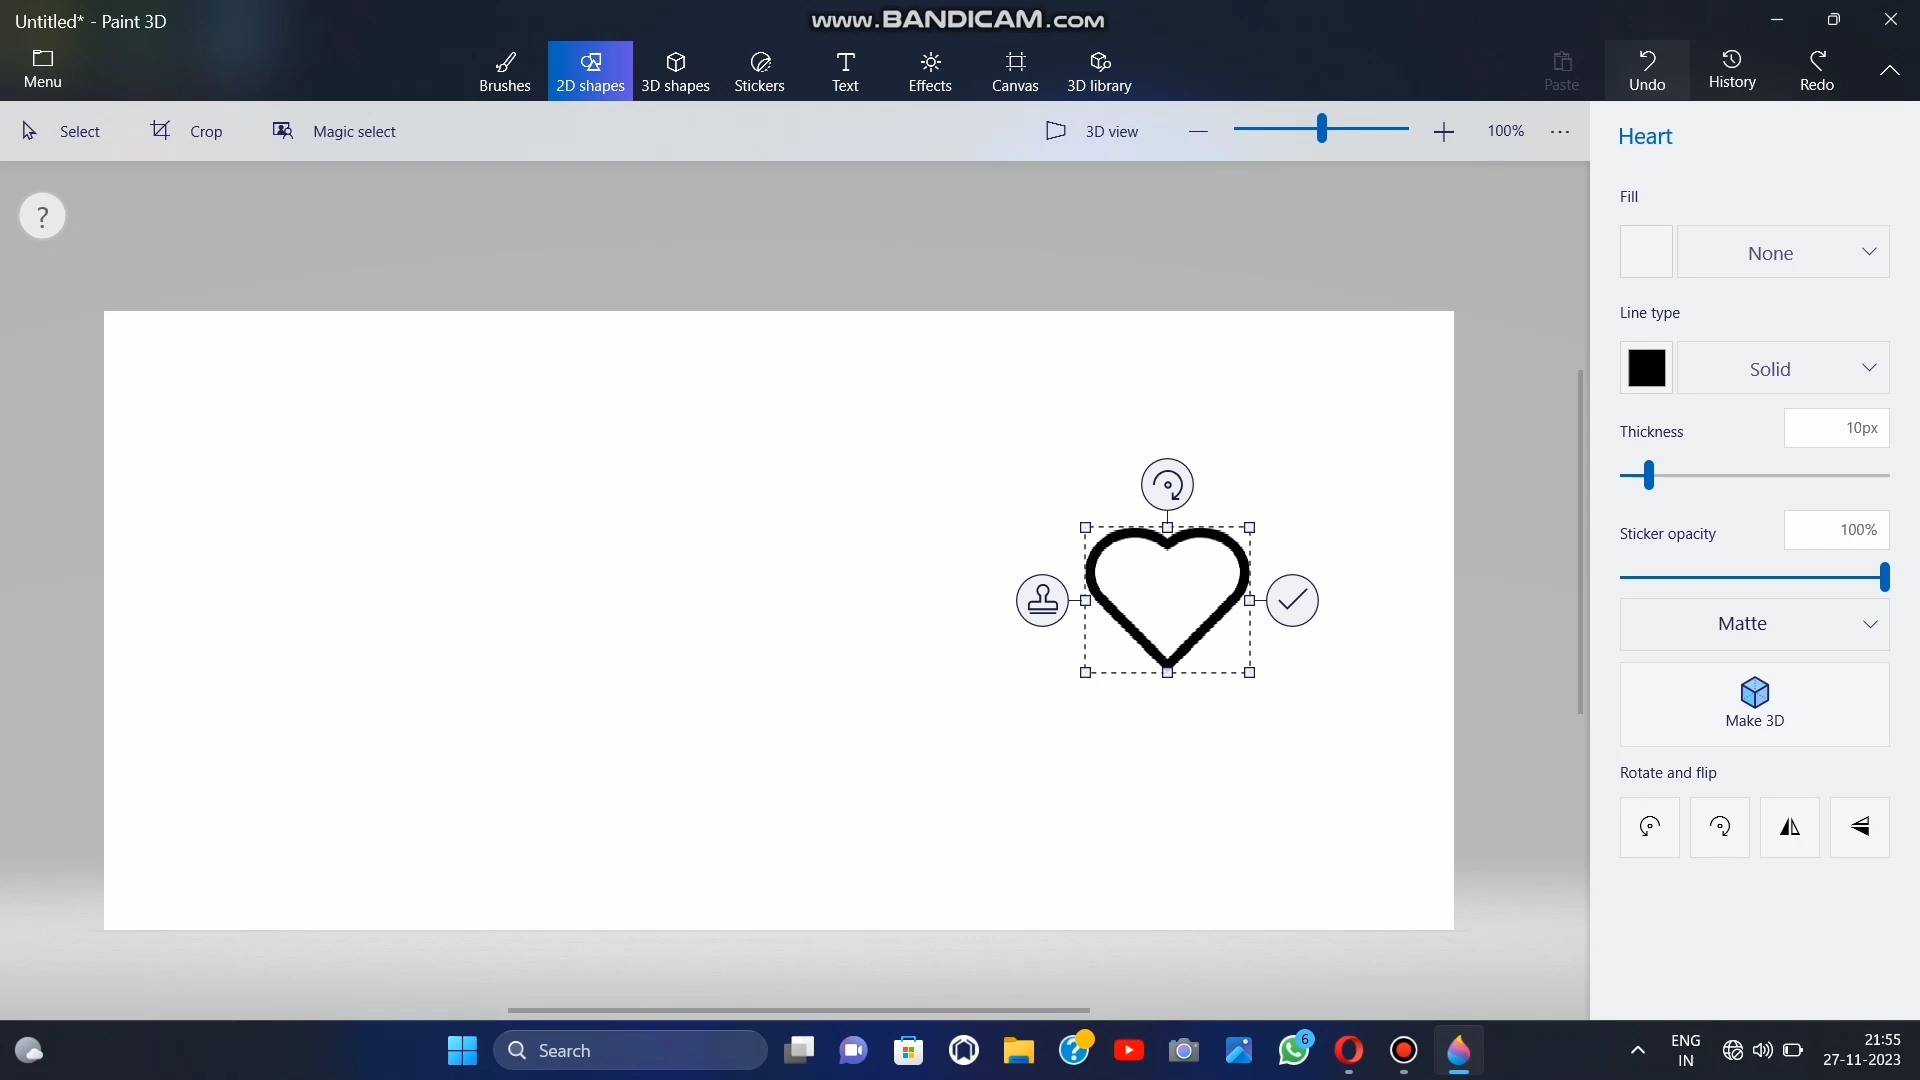 Untitled* - Paint 3D
www.BANDICAM.com
Menu
Brushes
2D shapes
3D shapes
Stickers
Text
Effects
Canvas
3D library
Paste
Undo
History
Redo
Select
Crop
Magic select
3D view
100%
Heart
?
Fill
None
Line type
Solid
Thickness
10px
Sticker opacity
100%
Matte
Make 3D
Rotate and flip
Search
6
ENG
IN
21:55
27-11-2023